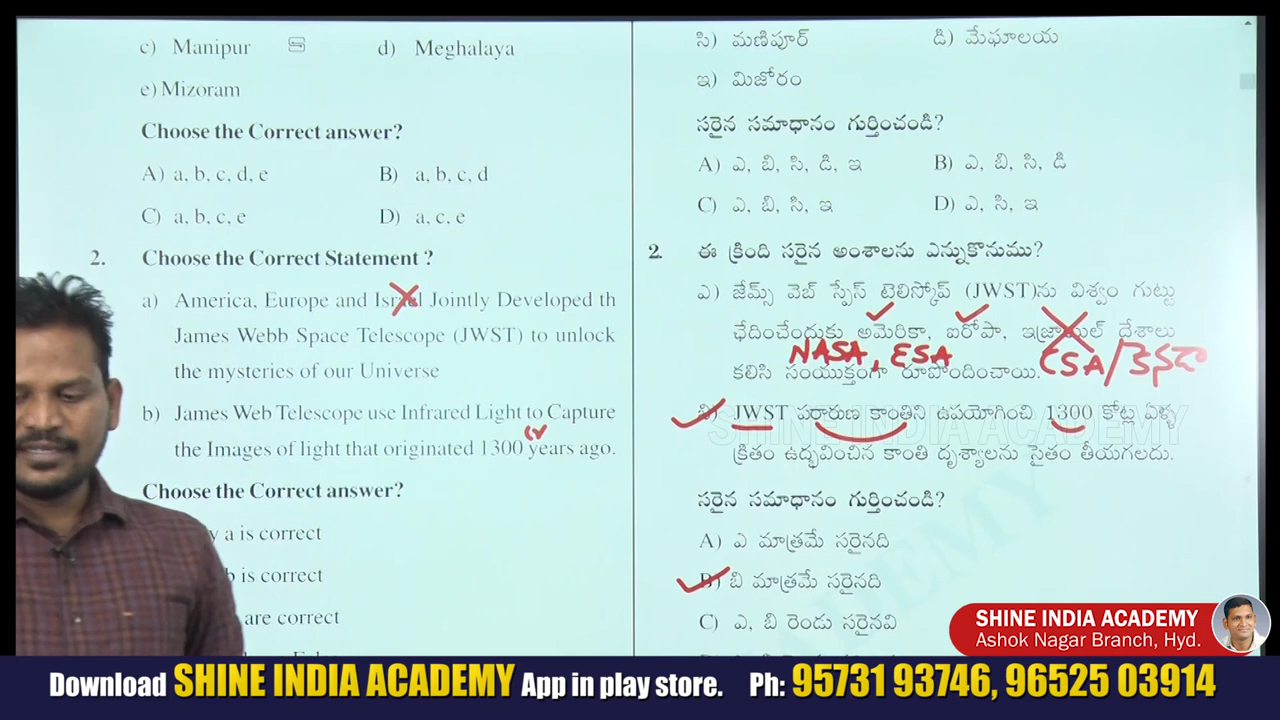 c) Manipur d) Meghalaya
e) Mizoram
Choose the Correct answer?
A) a, b, c, d, e B) a, b, c, d
C) a, b, c, e D) a, c, e
2. Choose the Correct Statement ?
a) America, Europe and Israel Jointly Developed th
James Webb Space Telescope (JWST) to unlock
the mysteries of our Universe
b) James Web Telescope use Infrared Light to Capture
the Images of light that originated 1300 years ago.
cr
Choose the Correct answer?
y a is correct
b is correct
are correct
సి) మణిపూర్ డి) మేఘాలయ
ఇ) మిజోరం
సరైన సమాధానం గుర్తించండి?
A) ఎ, బి, సి, డి, ఇ B) ఎ, బి, సి, డి
C) ఎ, బి, సి, ఇ D) ఎ, సి, ఇ
2. ఈ క్రింది సరైన అంశాలను ఎన్నుకొనుము?
ఎ) జేమ్స్ వెబ్ స్పేస్ టెలిస్కోప్ (JWST)ను విశ్వం గుట్టు
ఛేదించేందుకు అమెరికా, ఐరోపా, ఇజ్రాయిల్ దేశాలు
NASA, ESA CSA/కెనడా
కలిసి సంయుక్తంగా రూపొందించాయి.
బి) JWST పరారుణ కాంతిని ఉపయోగించి 1300 కోట్ల ఏళ్ళ
క్రితం ఉద్భవించిన కాంతి దృశ్యాలను సైతం తీయగలదు.
సరైన సమాధానం గుర్తించండి?
A) ఎ మాత్రమే సరైనది
B) బి మాత్రమే సరైనది
C) ఎ, బి రెండు సరైనవి
SHINE INDIA ACADEMY
SHINE INDIA ACADEMY
Ashok Nagar Branch, Hyd.
Download SHINE INDIA ACADEMY App in play store. Ph: 95731 93746, 96525 03914